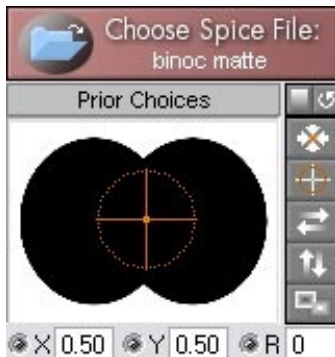 Choose Spice File:
binoc matte
Prior Choices
X 0.50 Y 0.50 R 0